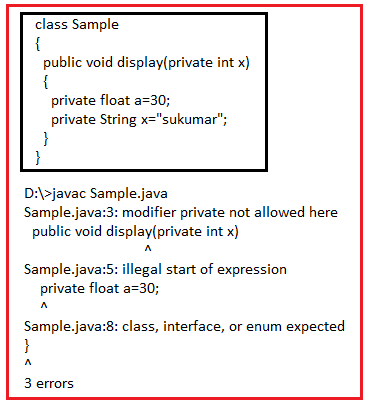 class Sample
{
public void display(private int x)
{
private float a=30;
private String x="sukumar";
}
}
D:\>javac Sample.java
Sample.java:3: modifier private not allowed here
public void display(private int x)
^
Sample.java:5: illegal start of expression
private float a=30;
^
Sample.java:8: class, interface, or enum expected
}
^
3 errors